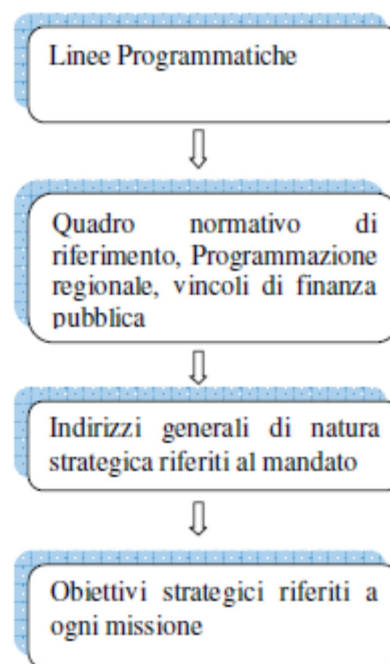 Linee Programmatiche
Quadro normativo di
riferimento, Programmazione
regionale, vincoli di finanza
pubblica
Indirizzi generali di natura
strategica riferiti al mandato
Obiettivi strategici riferiti a
ogni missione